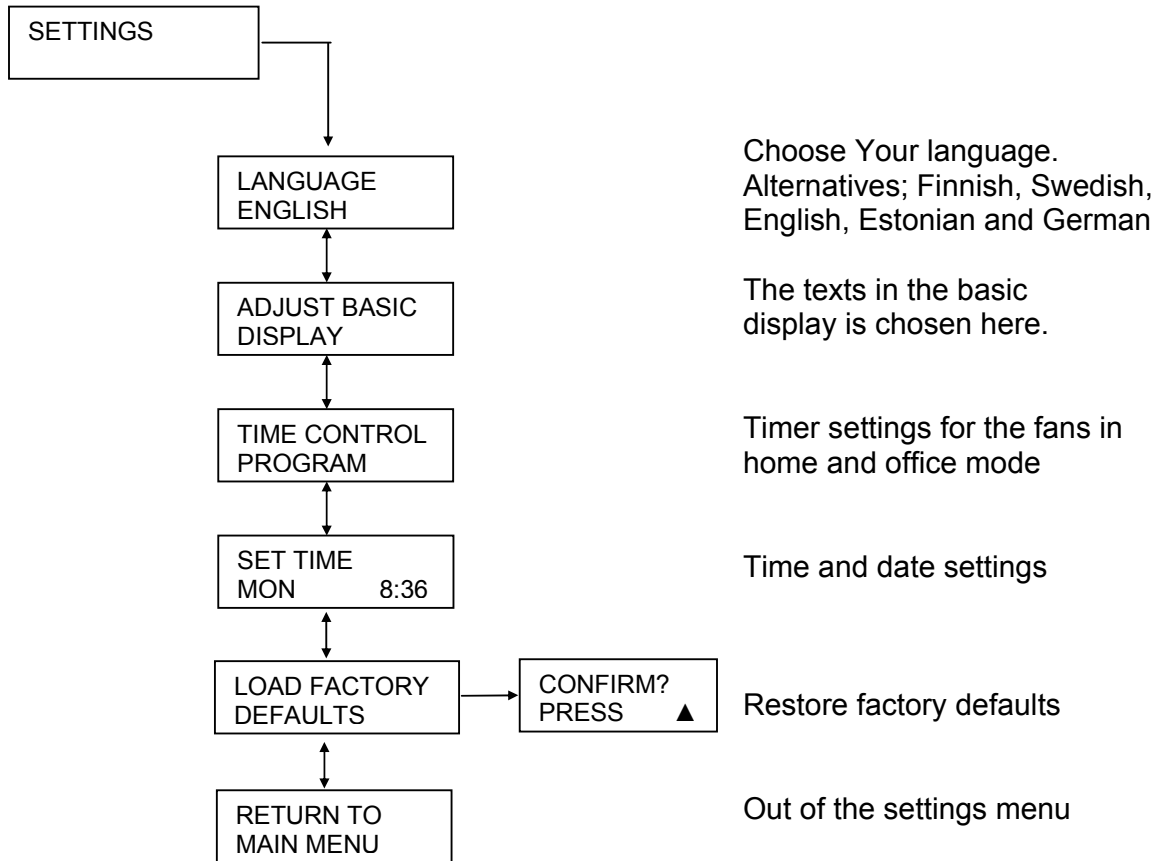 SETTINGS
LANGUAGE
ENGLISH
Choose Your language.
Alternatives; Finnish, Swedish,
English, Estonian and German
ADJUST BASIC
DISPLAY
The texts in the basic
display is chosen here.
TIME CONTROL
PROGRAM
Timer settings for the fans in
home and office mode
SET TIME
MON 8:36
Time and date settings
LOAD FACTORY
DEFAULTS
CONFIRM?
PRESS ▲
Restore factory defaults
RETURN TO
MAIN MENU
Out of the settings menu